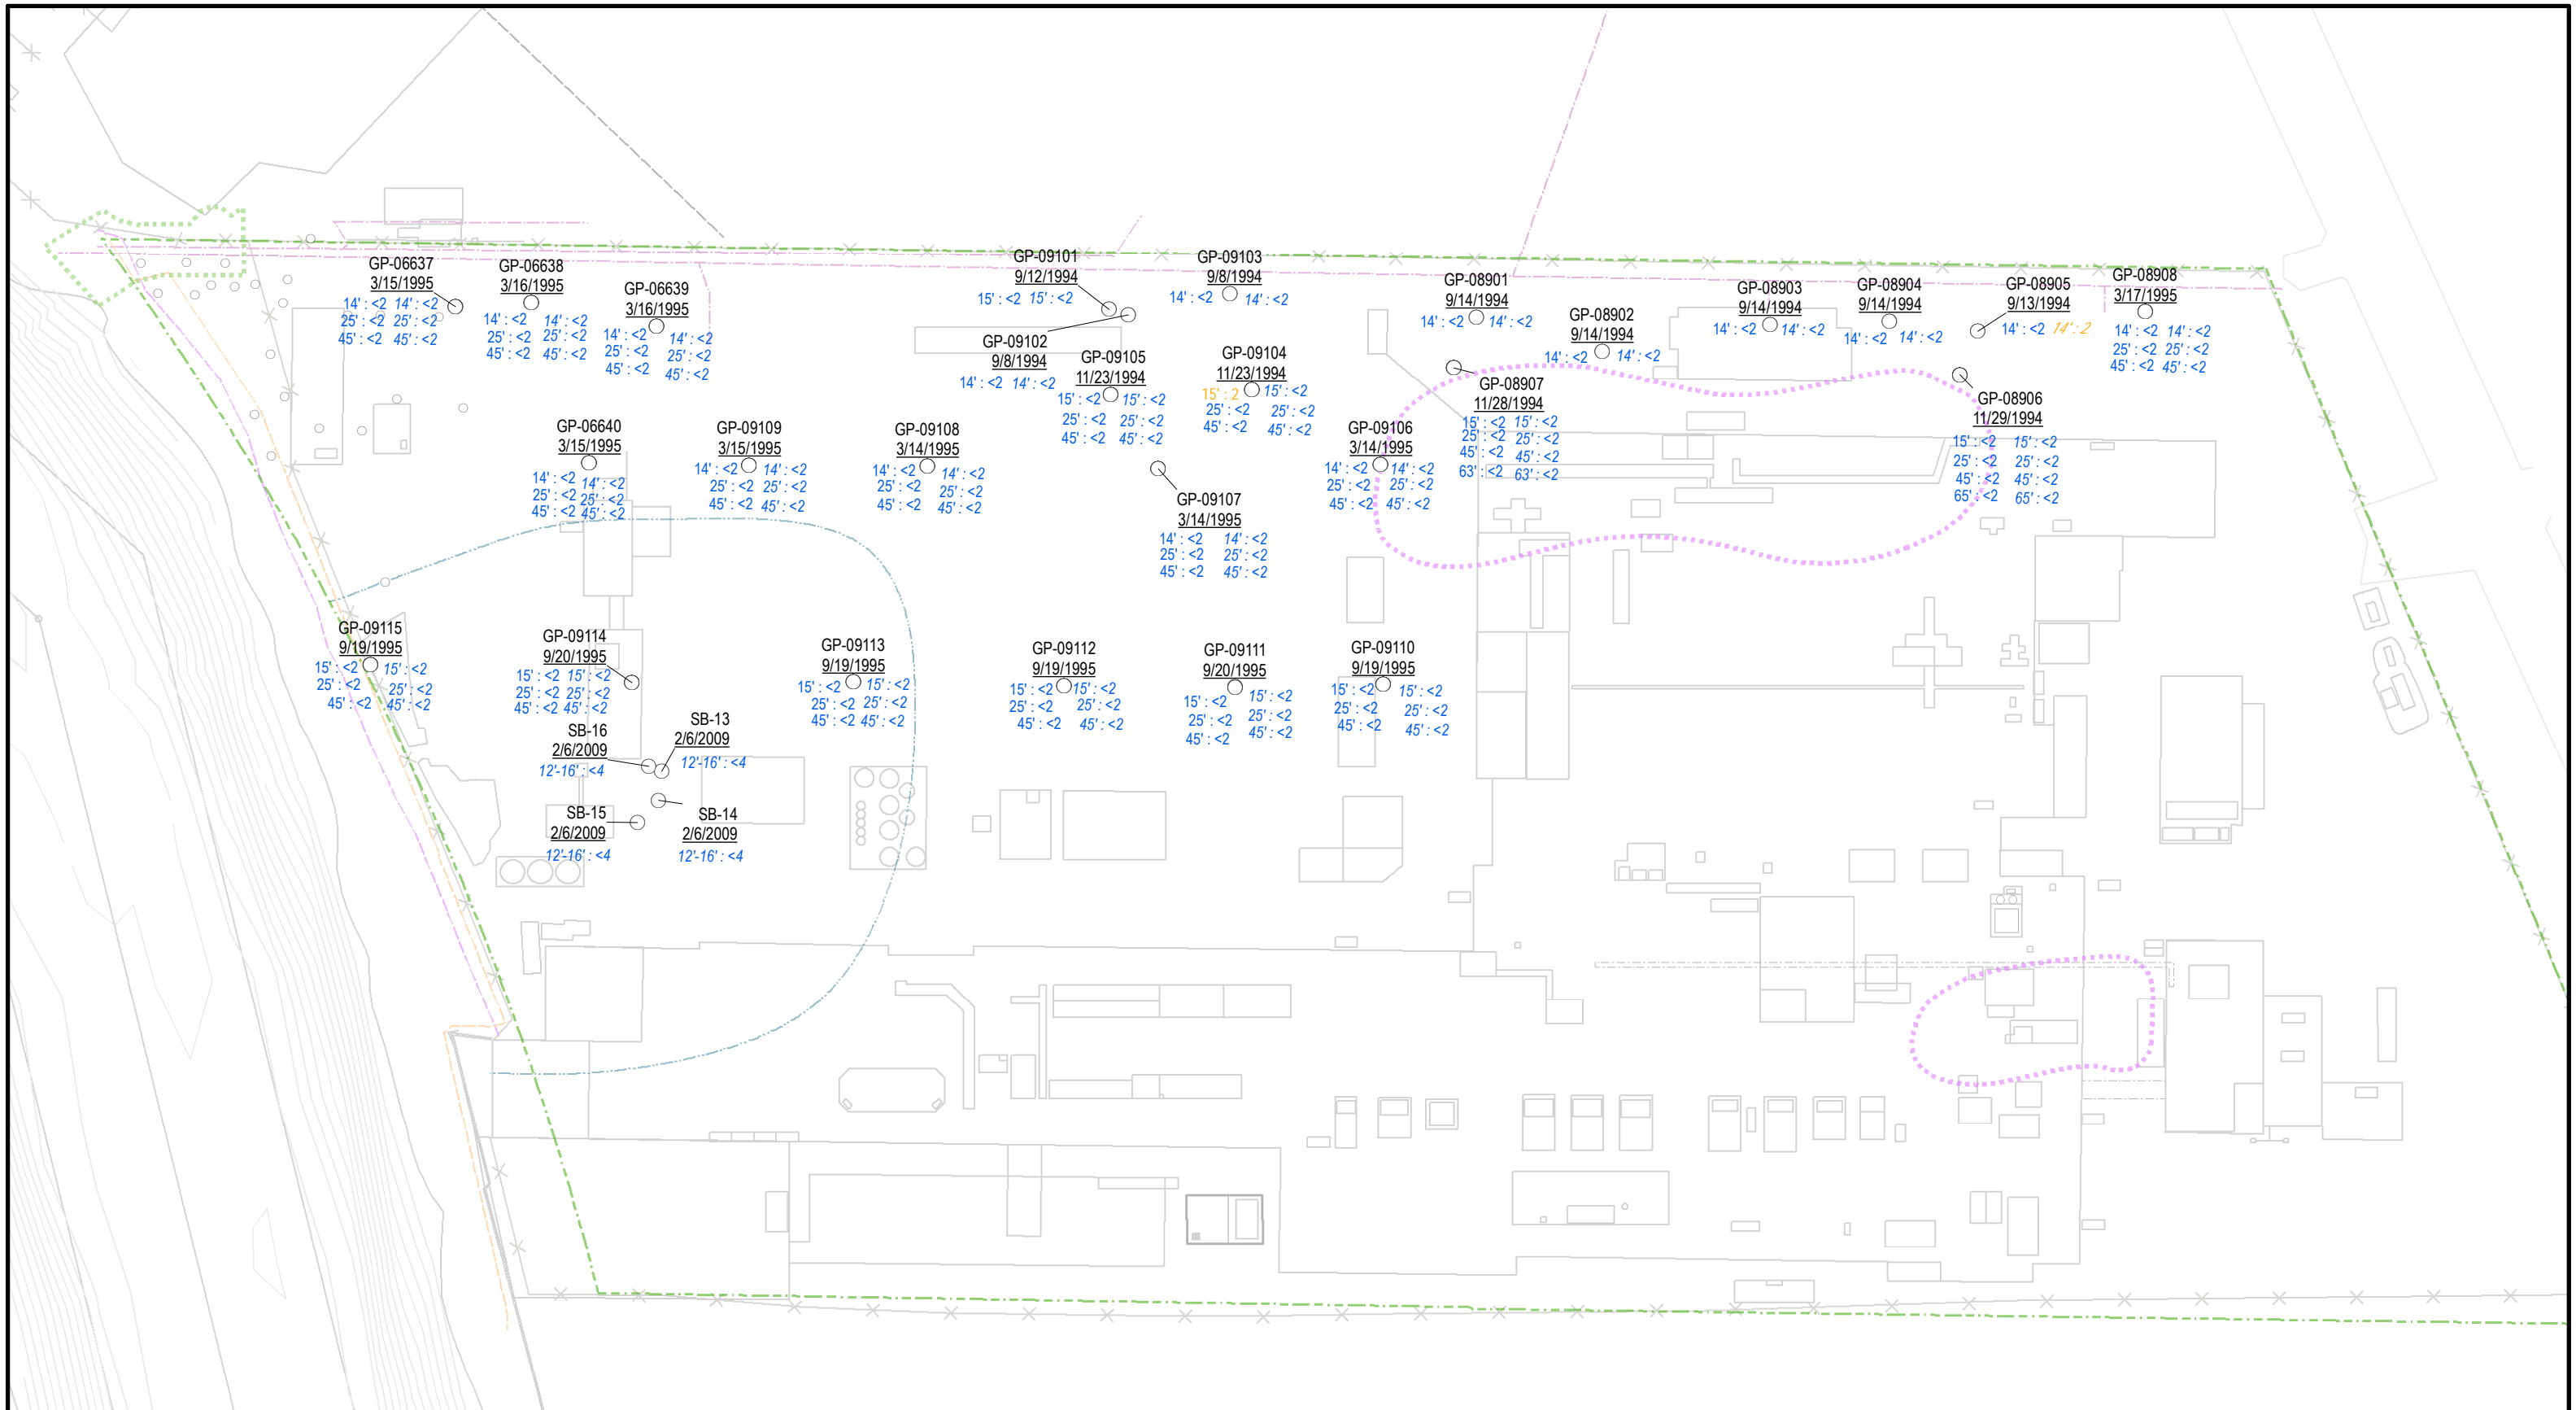 GP-06637
3/15/1995
14' : <2 14' : <2
25' : <2 25' : <2
45' : <2 45' : <2
GP-06638
3/16/1995
14' : <2 14' : <2
25' : <2 25' : <2
45' : <2 45' : <2
GP-06639
3/16/1995
14' : <2 14' : <2
25' : <2 25' : <2
45' : <2 45' : <2
GP-09101
9/12/1994
15' : <2 15' : <2
GP-09103
9/8/1994
14' : <2 14' : <2
GP-08901
9/14/1994
14' : <2 14' : <2
GP-08902
9/14/1994
14' : <2 14' : <2
GP-08903
9/14/1994
14' : <2 14' : <2
GP-08904
9/14/1994
14' : <2 14' : <2
GP-08905
9/13/1994
14' : <2 14' : 2
GP-08908
3/17/1995
14' : <2 14' : <2
25' : <2 25' : <2
45' : <2 45' : <2
GP-09102
9/8/1994
14' : <2 14' : <2
GP-09105
11/23/1994
15' : <2 15' : <2
25' : <2 25' : <2
45' : <2 45' : <2
GP-09104
11/23/1994
15' : 2 15' : <2
25' : <2 25' : <2
45' : <2 45' : <2
GP-08907
11/28/1994
15' : <2 15' : <2
25' : <2 25' : <2
45' : <2 45' : <2
63' : <2 63' : <2
GP-08906
11/29/1994
15' : <2 15' : <2
25' : <2 25' : <2
45' : <2 45' : <2
65' : <2 65' : <2
GP-06640
3/15/1995
14' : <2 14' : <2
25' : <2 25' : <2
45' : <2 45' : <2
GP-09109
3/15/1995
14' : <2 14' : <2
25' : <2 25' : <2
45' : <2 45' : <2
GP-09108
3/14/1995
14' : <2 14' : <2
25' : <2 25' : <2
45' : <2 45' : <2
GP-09106
3/14/1995
14' : <2 14' : <2
25' : <2 25' : <2
45' : <2 45' : <2
GP-09107
3/14/1995
14' : <2 14' : <2
25' : <2 25' : <2
45' : <2 45' : <2
GP-09115
9/19/1995
15' : <2 15' : <2
25' : <2 25' : <2
45' : <2 45' : <2
GP-09114
9/20/1995
15' : <2 15' : <2
25' : <2 25' : <2
45' : <2 45' : <2
GP-09113
9/19/1995
15' : <2 15' : <2
25' : <2 25' : <2
45' : <2 45' : <2
GP-09112
9/19/1995
15' : <2 15' : <2
25' : <2 25' : <2
45' : <2 45' : <2
GP-09111
9/20/1995
15' : <2 15' : <2
25' : <2 25' : <2
45' : <2 45' : <2
GP-09110
9/19/1995
15' : <2 15' : <2
25' : <2 25' : <2
45' : <2 45' : <2
SB-16
2/6/2009
12'-16' : <4
SB-13
2/6/2009
12'-16' : <4
SB-15
2/6/2009
12'-16' : <4
SB-14
2/6/2009
12'-16' : <4